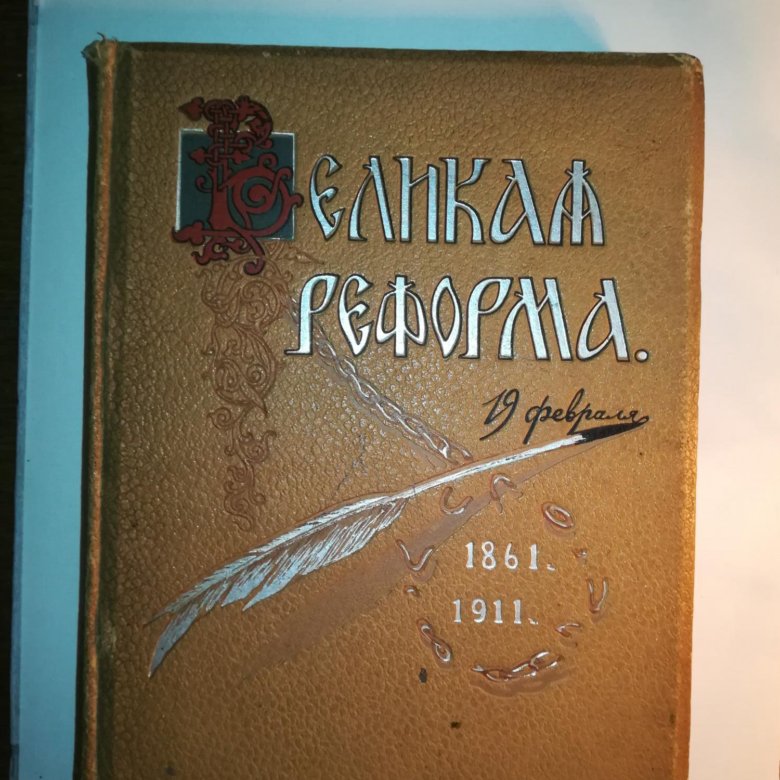 Великая
Реформа.
19 февраля
1861.
1911.